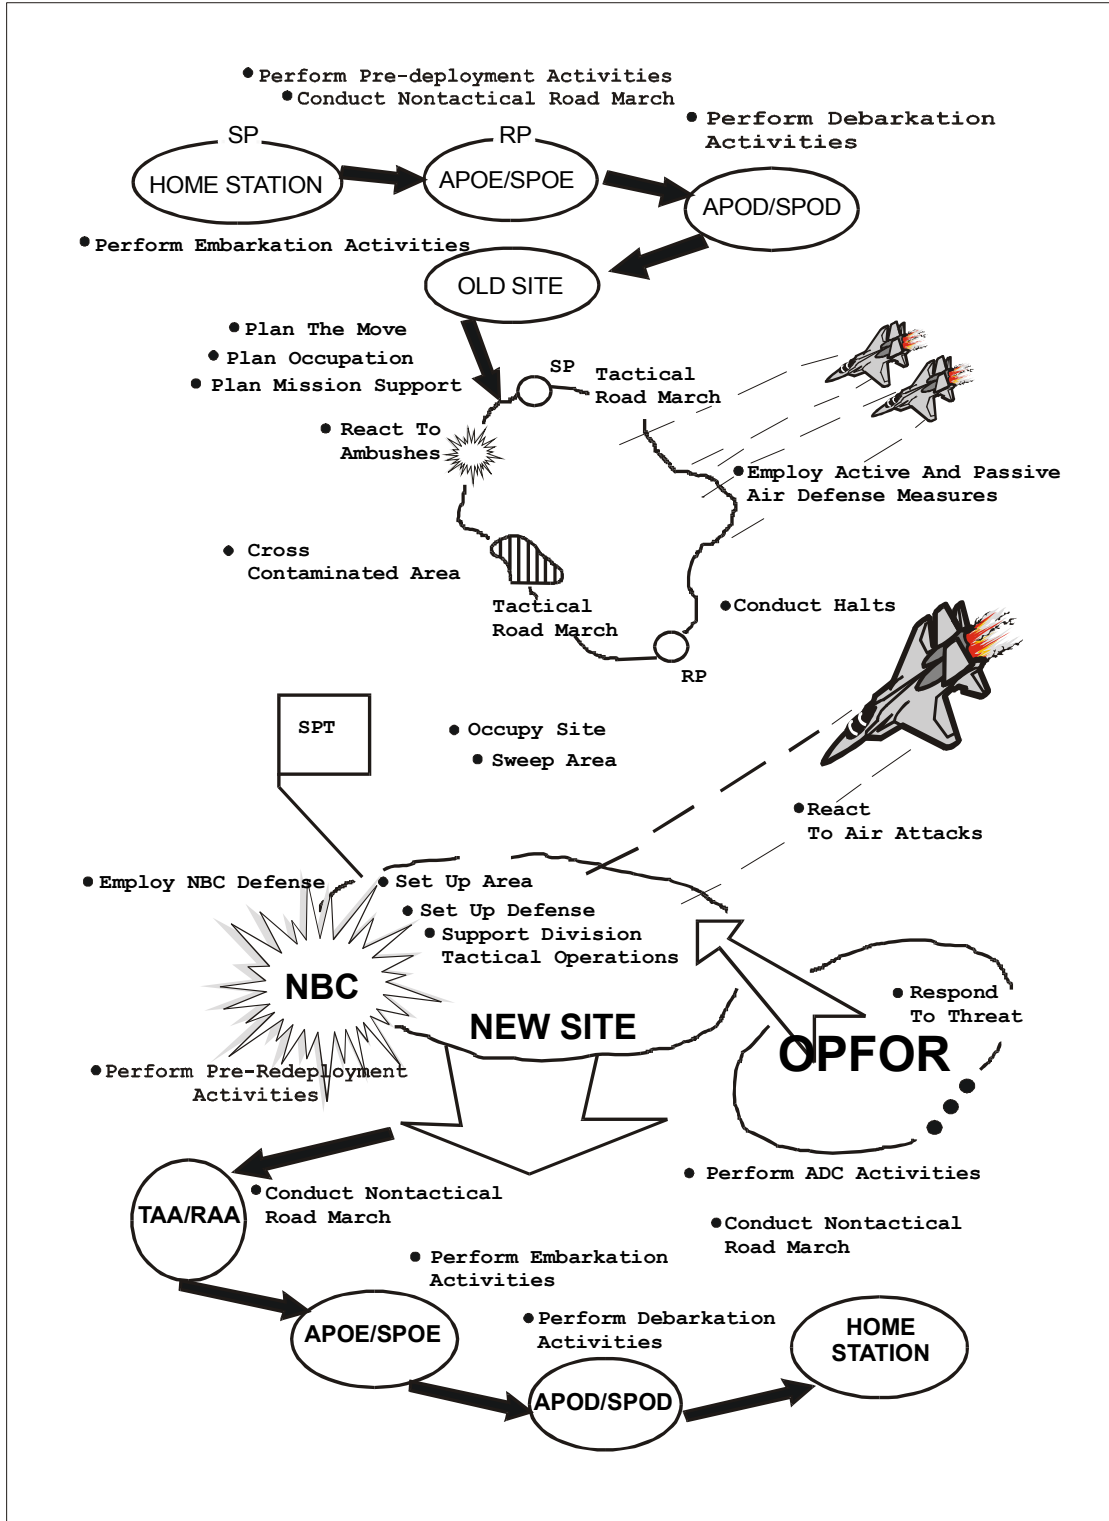 Perform Pre-deployment Activities
Conduct Nontactical Road March
Perform Debarkation
Activities
SP
RP
HOME STATION
APOE/SPOE
APOD/SPOD
Perform Embarkation Activities
OLD SITE
Plan The Move
Plan Occupation
Plan Mission Support
SP
Tactical
Road March
React To
Ambushes
Employ Active And Passive
Air Defense Measures
Cross
Contaminated Area
Tactical
Road March
Conduct Halts
RP
SPT
Occupy Site
Sweep Area
React
To Air Attacks
Employ NBC Defense
Set Up Area
Set Up Defense
Support Division
Tactical Operations
NBC
NEW SITE
Respond
To Threat
OPFOR
Perform Pre-Redeployment
Activities
Perform ADC Activities
TAA/RAA
Conduct Nontactical
Road March
Conduct Nontactical
Road March
Perform Embarkation
Activities
APOE/SPOE
Perform Debarkation
Activities
HOME
STATION
APOD/SPOD